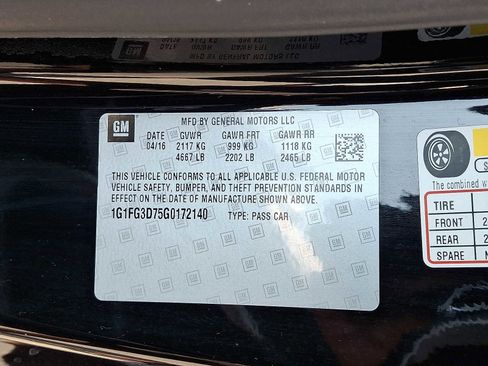 GM
MFD BY GENERAL MOTORS LLC
DATE GVWR GAWR FRT GAWR RR
04/16 2117 KG 999 KG 1118 KG
4667 LB 2202 LB 2465 LB
THIS VEHICLE CONFORMS TO ALL APPLICABLE U.S. FEDERAL MOTOR
VEHICLE SAFETY, BUMPER, AND THEFT PREVENTION STANDARDS IN
EFFECT ON THE DATE OF MANUFACTURE SHOWN ABOVE.
1G1FG3D75G0172140 TYPE: PASS CAR
TIRE
FRONT
REAR
SPARE